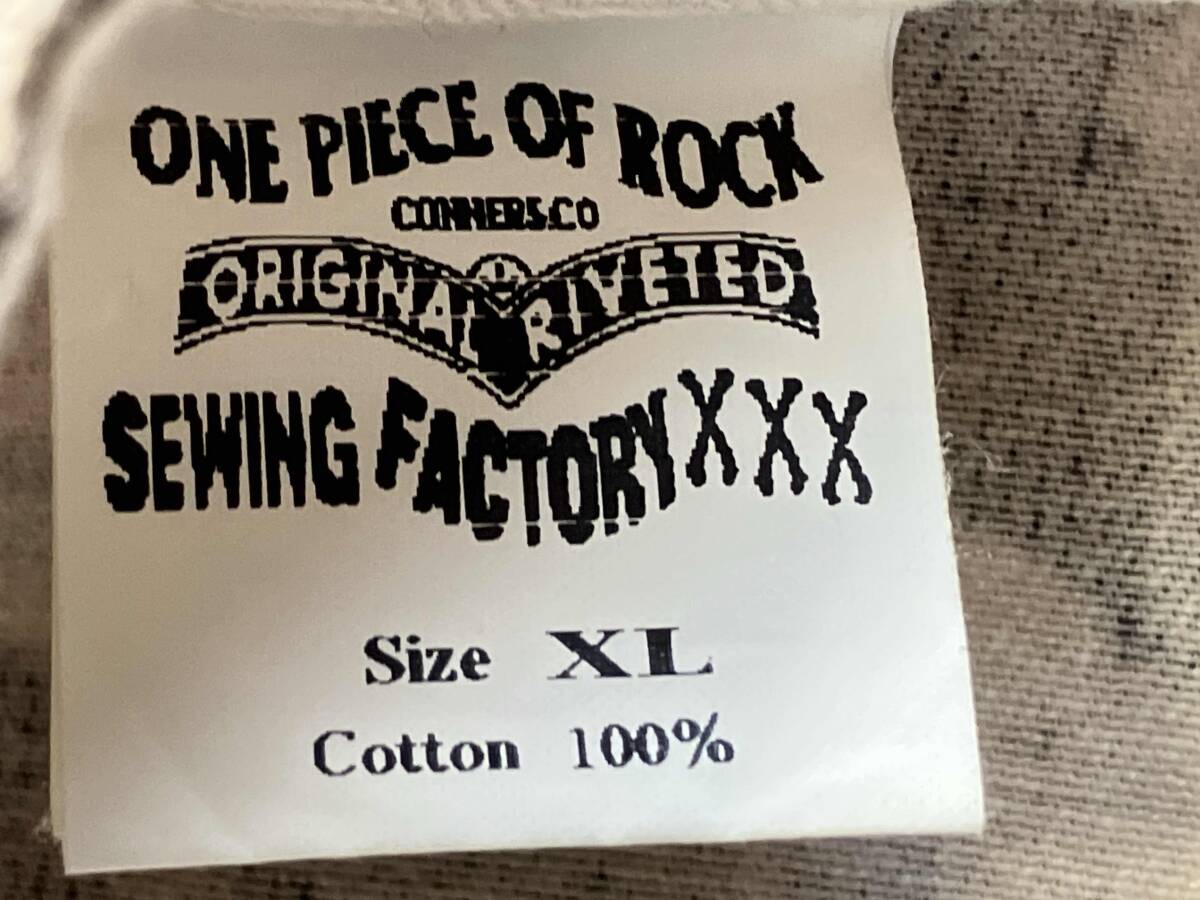 ONE PIECE OF ROCK
CONNERS.CO
ORIGINAL RIVETED
SEWING FACTORY XXX
Size XL
Cotton 100%